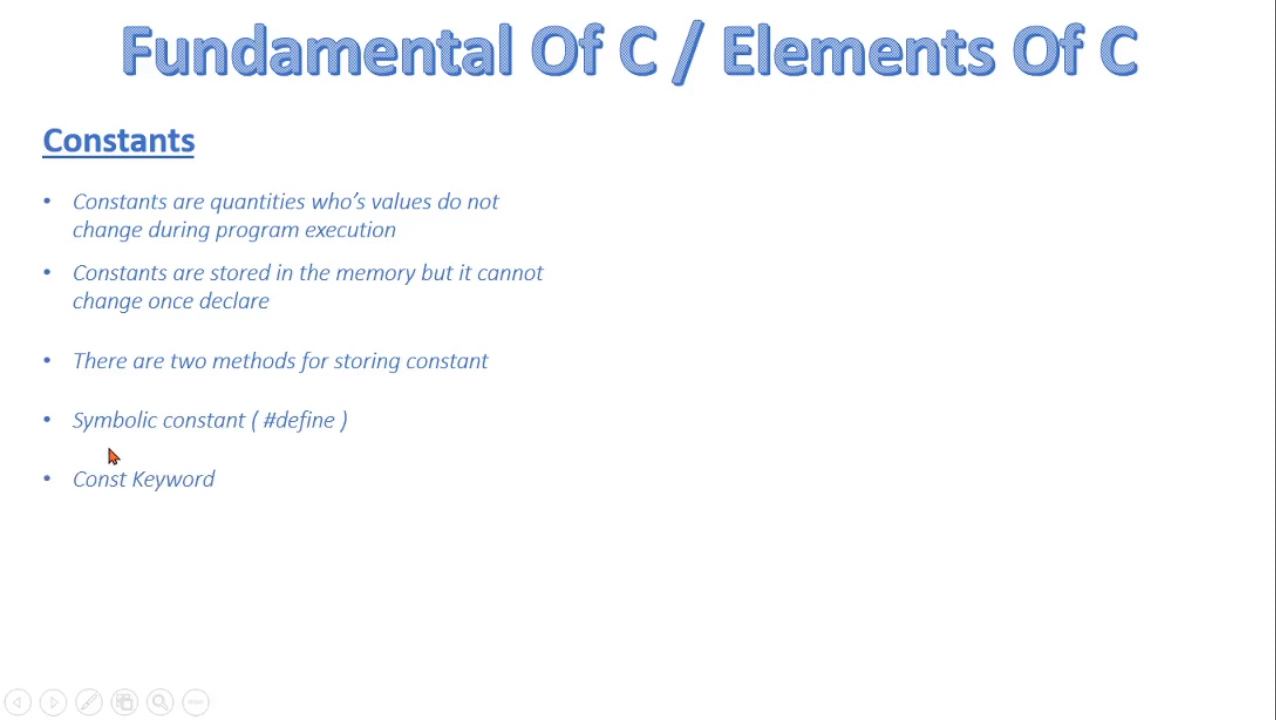 Fundamental Of C / Elements Of C
Constants
• Constants are quantities who's values do not
change during program execution
• Constants are stored in the memory but it cannot
change once declare
• There are two methods for storing constant
• Symbolic constant ( #define )
• Const Keyword